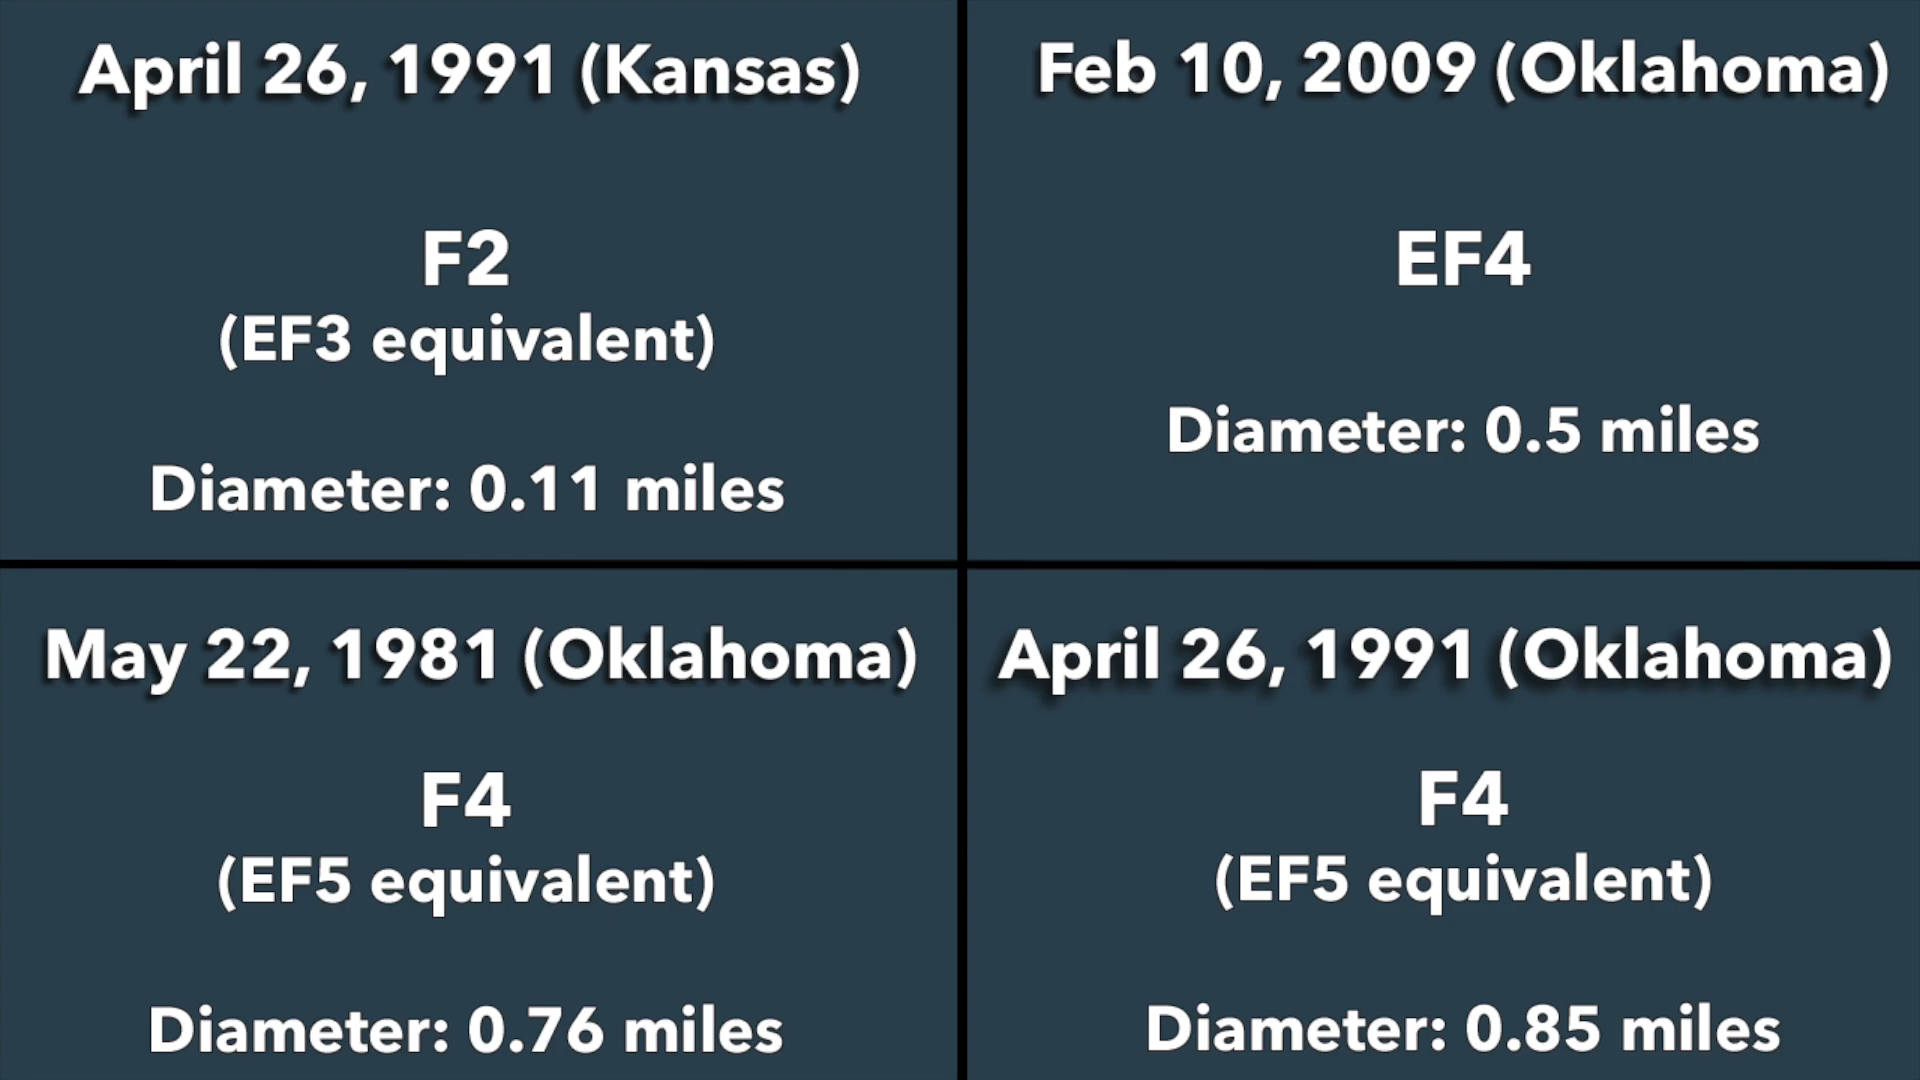 April 26, 1991 (Kansas)
F2
(EF3 equivalent)
Diameter: 0.11 miles
Feb 10, 2009 (Oklahoma)
EF4
Diameter: 0.5 miles
May 22, 1981 (Oklahoma)
F4
(EF5 equivalent)
Diameter: 0.76 miles
April 26, 1991 (Oklahoma)
F4
(EF5 equivalent)
Diameter: 0.85 miles